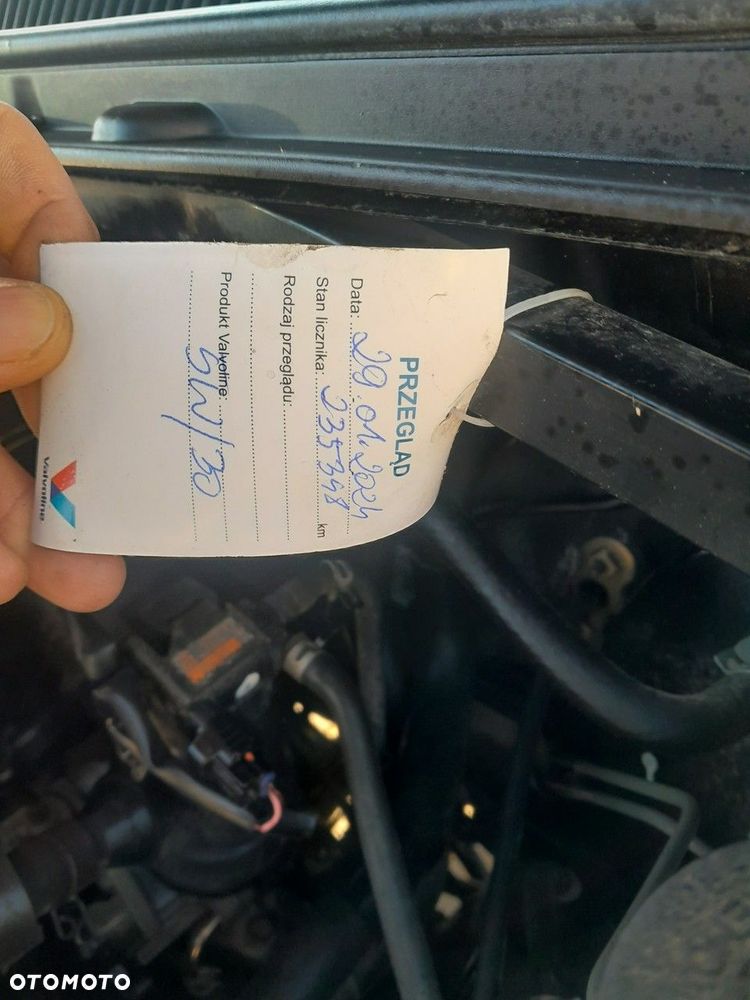 PRZEGLĄD
Data: 29.01.2024
Stan licznika: 235348 km
Rodzaj przeglądu:
Produkt Valvoline 5W/30
Valvoline
OTOMOTO